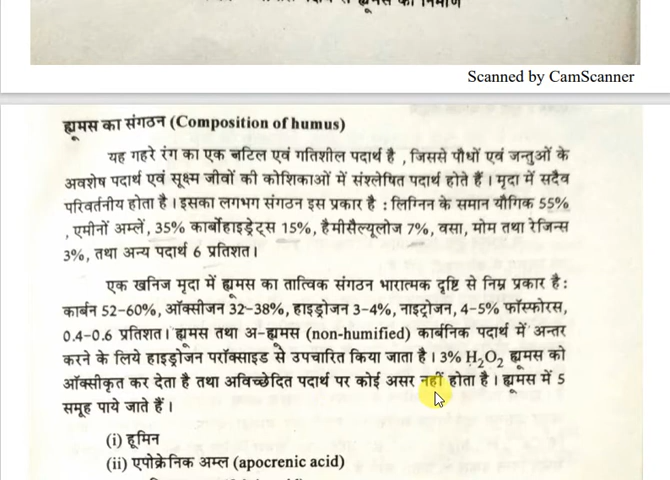 ह्यूमस का निर्माण
Scanned by CamScanner
ह्यूमस का संगठन (Composition of humus)
यह गहरे रंग का एक जटिल एवं गतिशील पदार्थ है , जिससे पौधों एवं जन्तुओं के
अवशेष पदार्थ एवं सूक्ष्म जीवों की कोशिकाओं में संश्लेषित पदार्थ होते हैं । मृदा में सदैव
परिवर्तनीय होता है । इसका लगभग संगठन इस प्रकार है : लिग्निन के समान यौगिक 55%
, एमीनों अम्लें, 35% कार्बोहाइड्रेट्स 15%, हैमीसैल्यूलोज 7%, वसा, मोम तथा रेजिन्स
3%, तथा अन्य पदार्थ 6 प्रतिशत ।
एक खनिज मृदा में ह्यूमस का तात्विक संगठन भारात्मक दृष्टि से निम्न प्रकार है :
कार्बन 52-60%, ऑक्सीजन 32-38%, हाइड्रोजन 3-4%, नाइट्रोजन, 4-5% फॉस्फोरस,
0.4-0.6 प्रतिशत । ह्यूमस तथा अ-ह्यूमस (non-humified) कार्बनिक पदार्थ में अन्तर
करने के लिये हाइड्रोजन परॉक्साइड से उपचारित किया जाता है । 3% H₂O₂ ह्यूमस को
ऑक्सीकृत कर देता है तथा अविच्छेदित पदार्थ पर कोई असर नहीं होता है । ह्यूमस में 5
समूह पाये जाते हैं ।
(i) हूमिन
(ii) एपोक्रेनिक अम्ल (apocrenic acid)